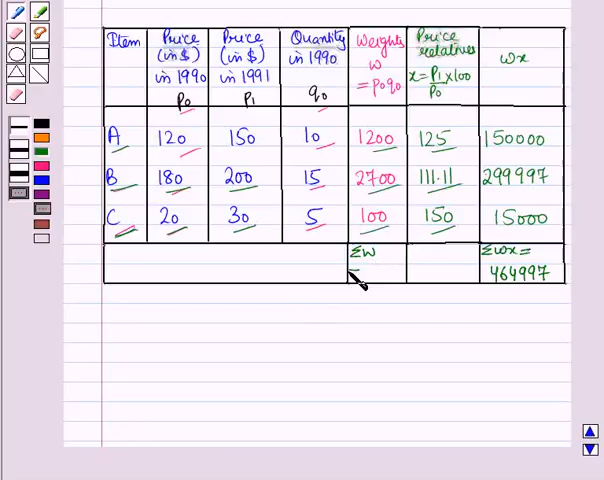 Item Price (in $) in 1990 p₀ Price (in $) in 1991 p₁ Quantity in 1990 q₀ Weights w = p₀q₀ Price relatives x = p₁/p₀ x 100 wx
A 120 150 10 1200 125 150000
B 180 200 15 2700 111.11 299997
C 20 30 5 100 150 15000
Σw Σwx =
464997